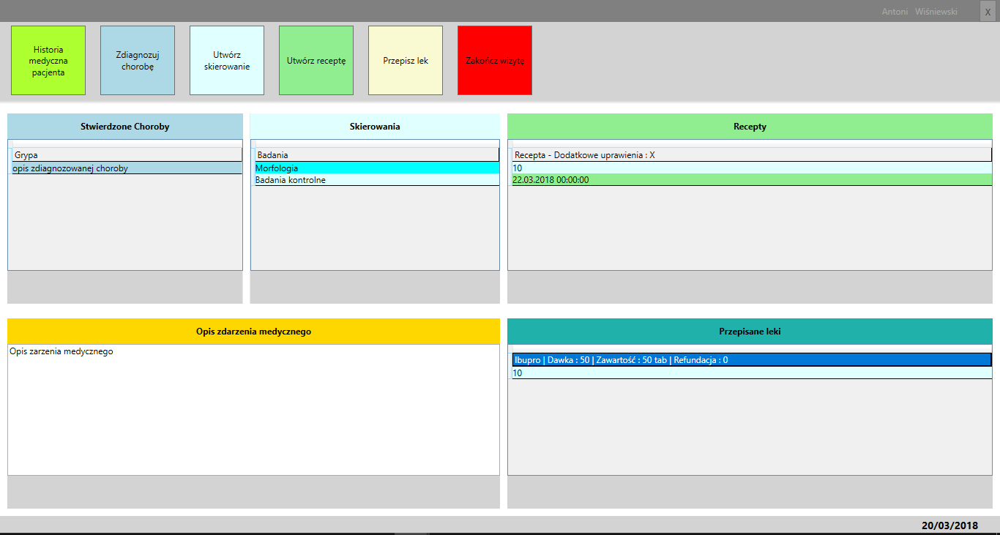 Antoni Wiśniewski X
Historia
medyczna
pacjenta
Zdiagnozuj
chorobę
Utwórz
skierowanie
Utwórz receptę
Przepisz lek
Zakończ wizytę
Stwierdzone Choroby
Grypa
opis zdiagnozowanej choroby
Skierowania
Badania
Morfologia
Badania kontrolne
Recepty
Recepta - Dodatkowe uprawienia : X
10
22.03.2018 00:00:00
Opis zdarzenia medycznego
Opis zarzenia medycznego
Przepisane leki
Ibupro | Dawka : 50 | Zawartość : 50 tab | Refundacja : 0
10
20/03/2018